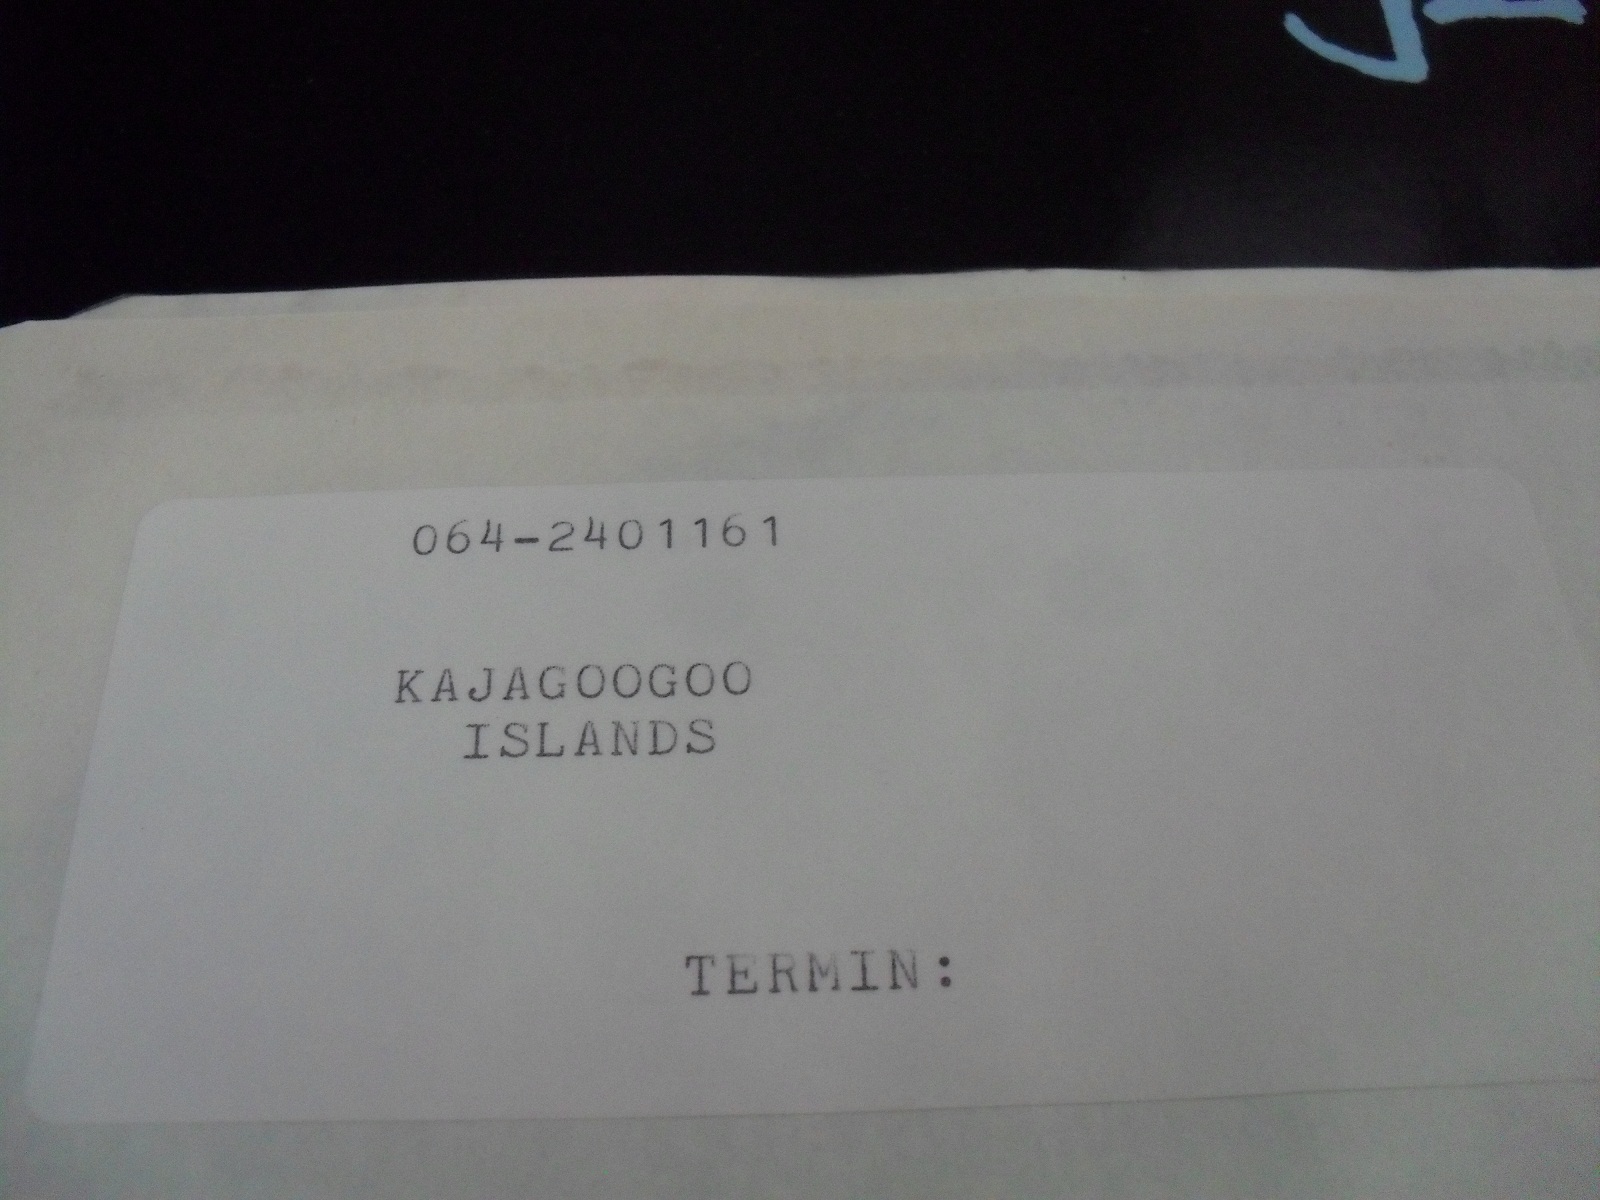 064-2401161
KAJAGOOGOO
ISLANDS
TERMIN: